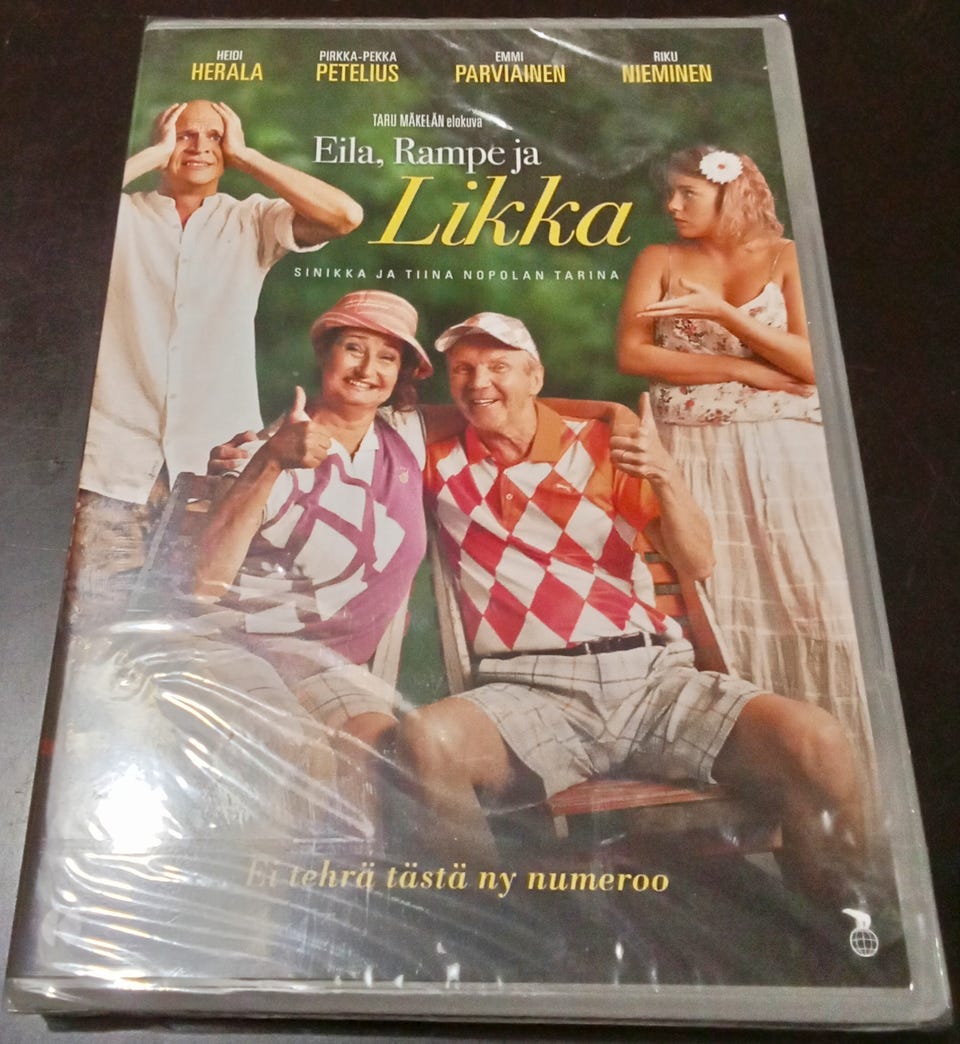 HEIDI HERALA
PIRKKA-PEKKA PETELIUS
EMMI PARVIAINEN
RIKU NIEMINEN
TARU MÄKELÄN elokuva
Eila, Rampe ja
Likka
SINIKKA JA TIINA NOPOLAN TARINA
Ei tehrä tästä ny numeroo